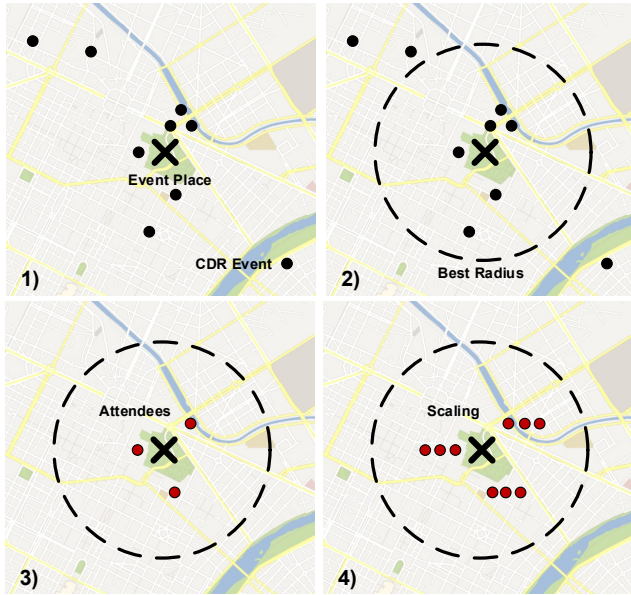 Event Place
CDR Event
1)
Best Radius
2)
Attendees
3)
Scaling
4)